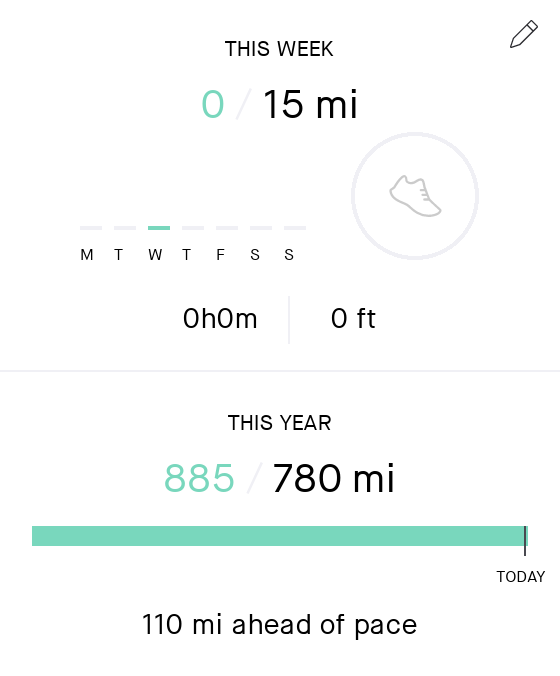 THIS WEEK
0 / 15 mi
M T W T F S S
0h0m 0 ft
THIS YEAR
885 / 780 mi
TODAY
110 mi ahead of pace